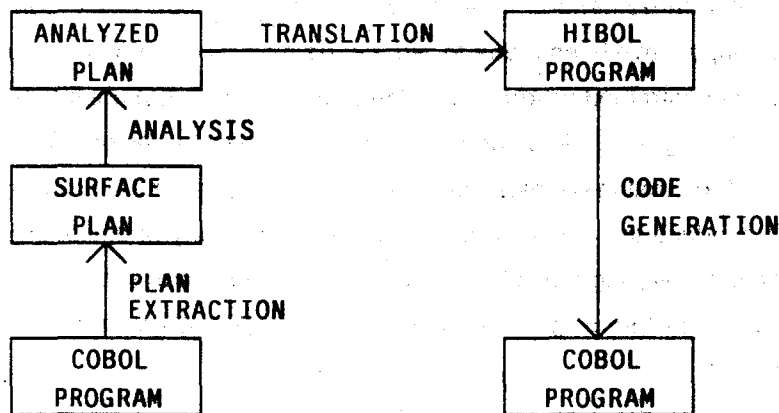 ANALYZED
PLAN
TRANSLATION
HIBOL
PROGRAM
ANALYSIS
SURFACE
PLAN
CODE
GENERATION
PLAN
EXTRACTION
COBOL
PROGRAM
COBOL
PROGRAM